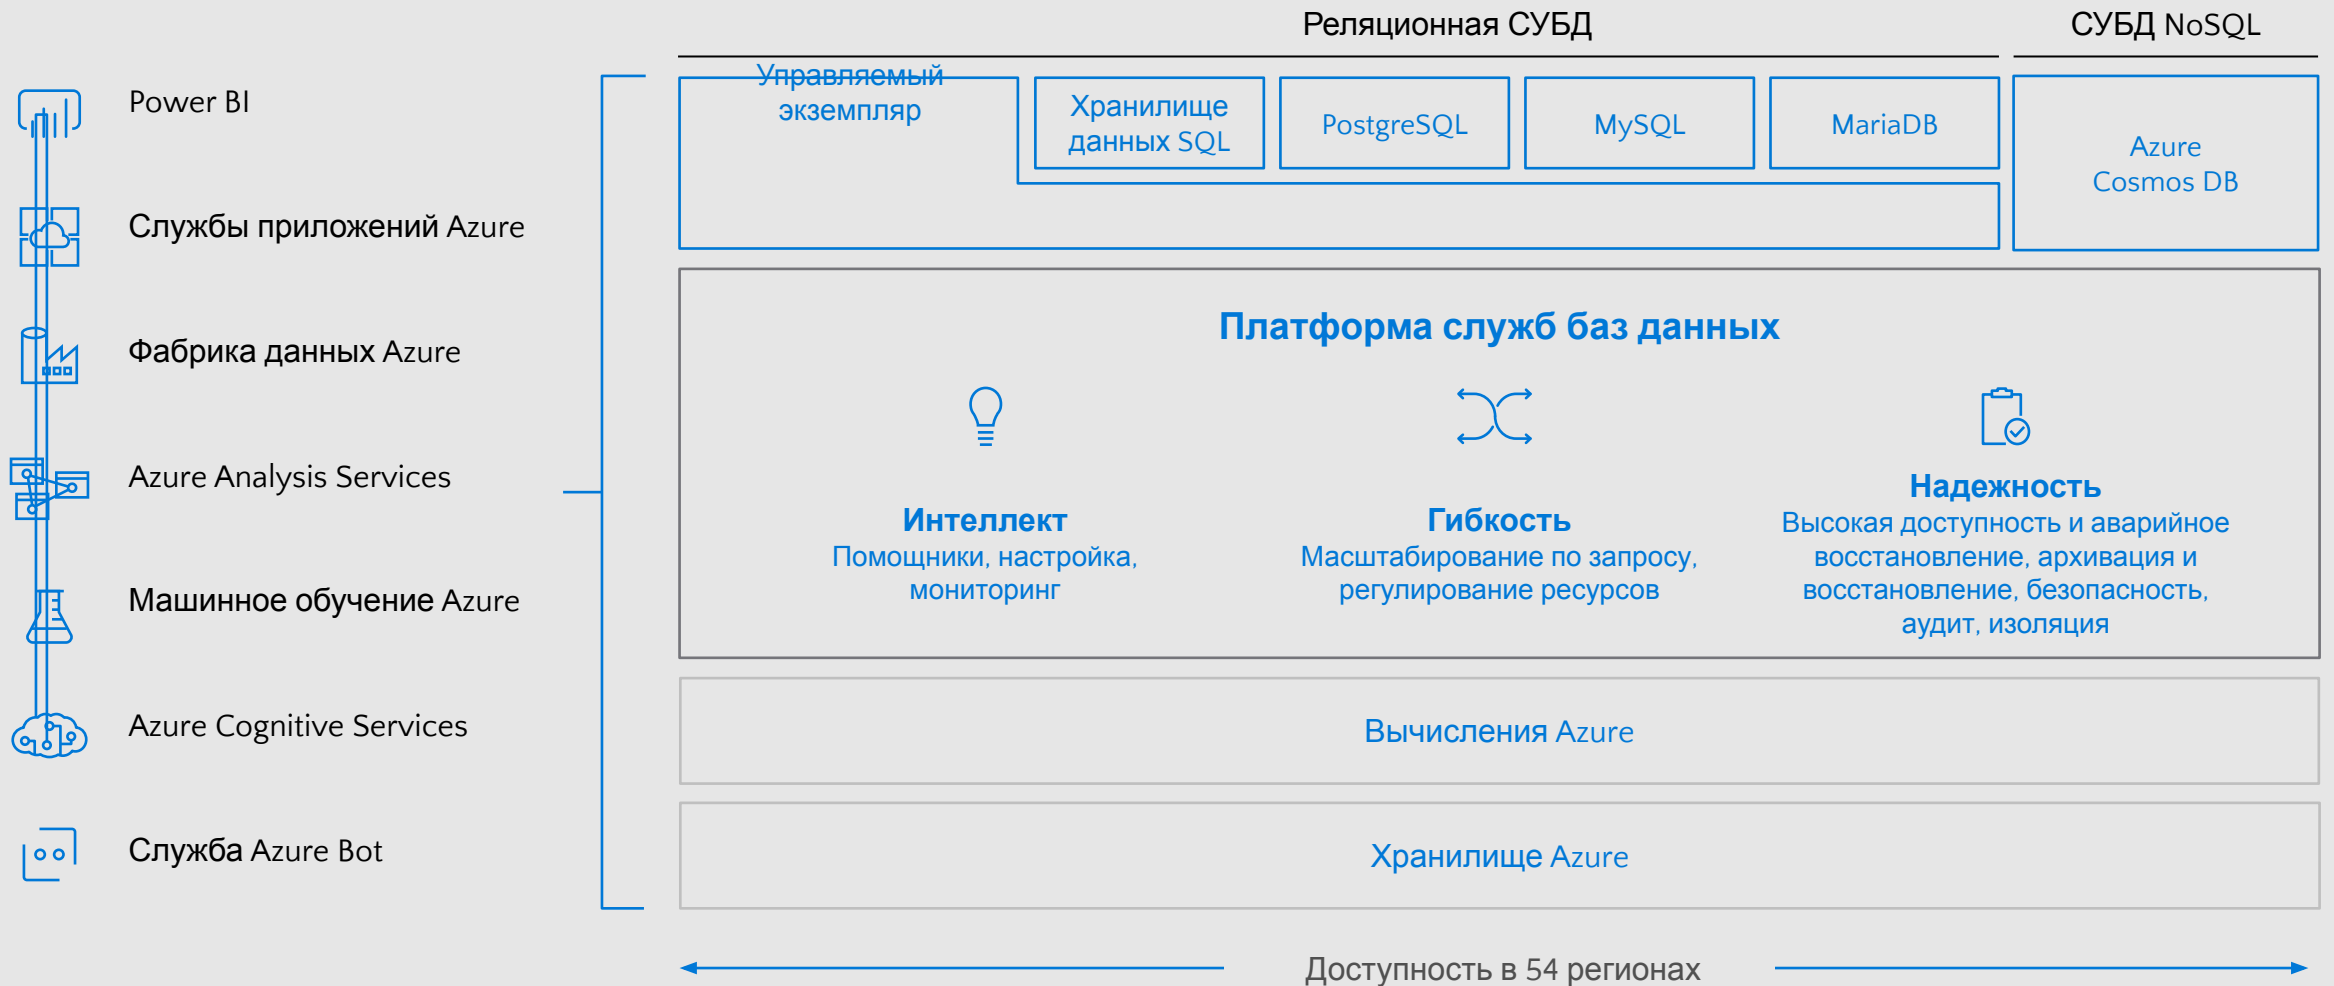 Реляционная СУБД
СУБД NoSQL
Power BI
Службы приложений Azure
Фабрика данных Azure
Azure Analysis Services
Машинное обучение Azure
Azure Cognitive Services
Служба Azure Bot
Управляемый
экземпляр
Хранилище
данных SQL
PostgreSQL
MySQL
MariaDB
Azure
Cosmos DB
Платформа служб баз данных
Интеллект
Помощники, настройка,
мониторинг
Гибкость
Масштабирование по запросу,
регулирование ресурсов
Надежность
Высокая доступность и аварийное
восстановление, архивация и
восстановление, безопасность,
аудит, изоляция
Вычисления Azure
Хранилище Azure
Доступность в 54 регионах